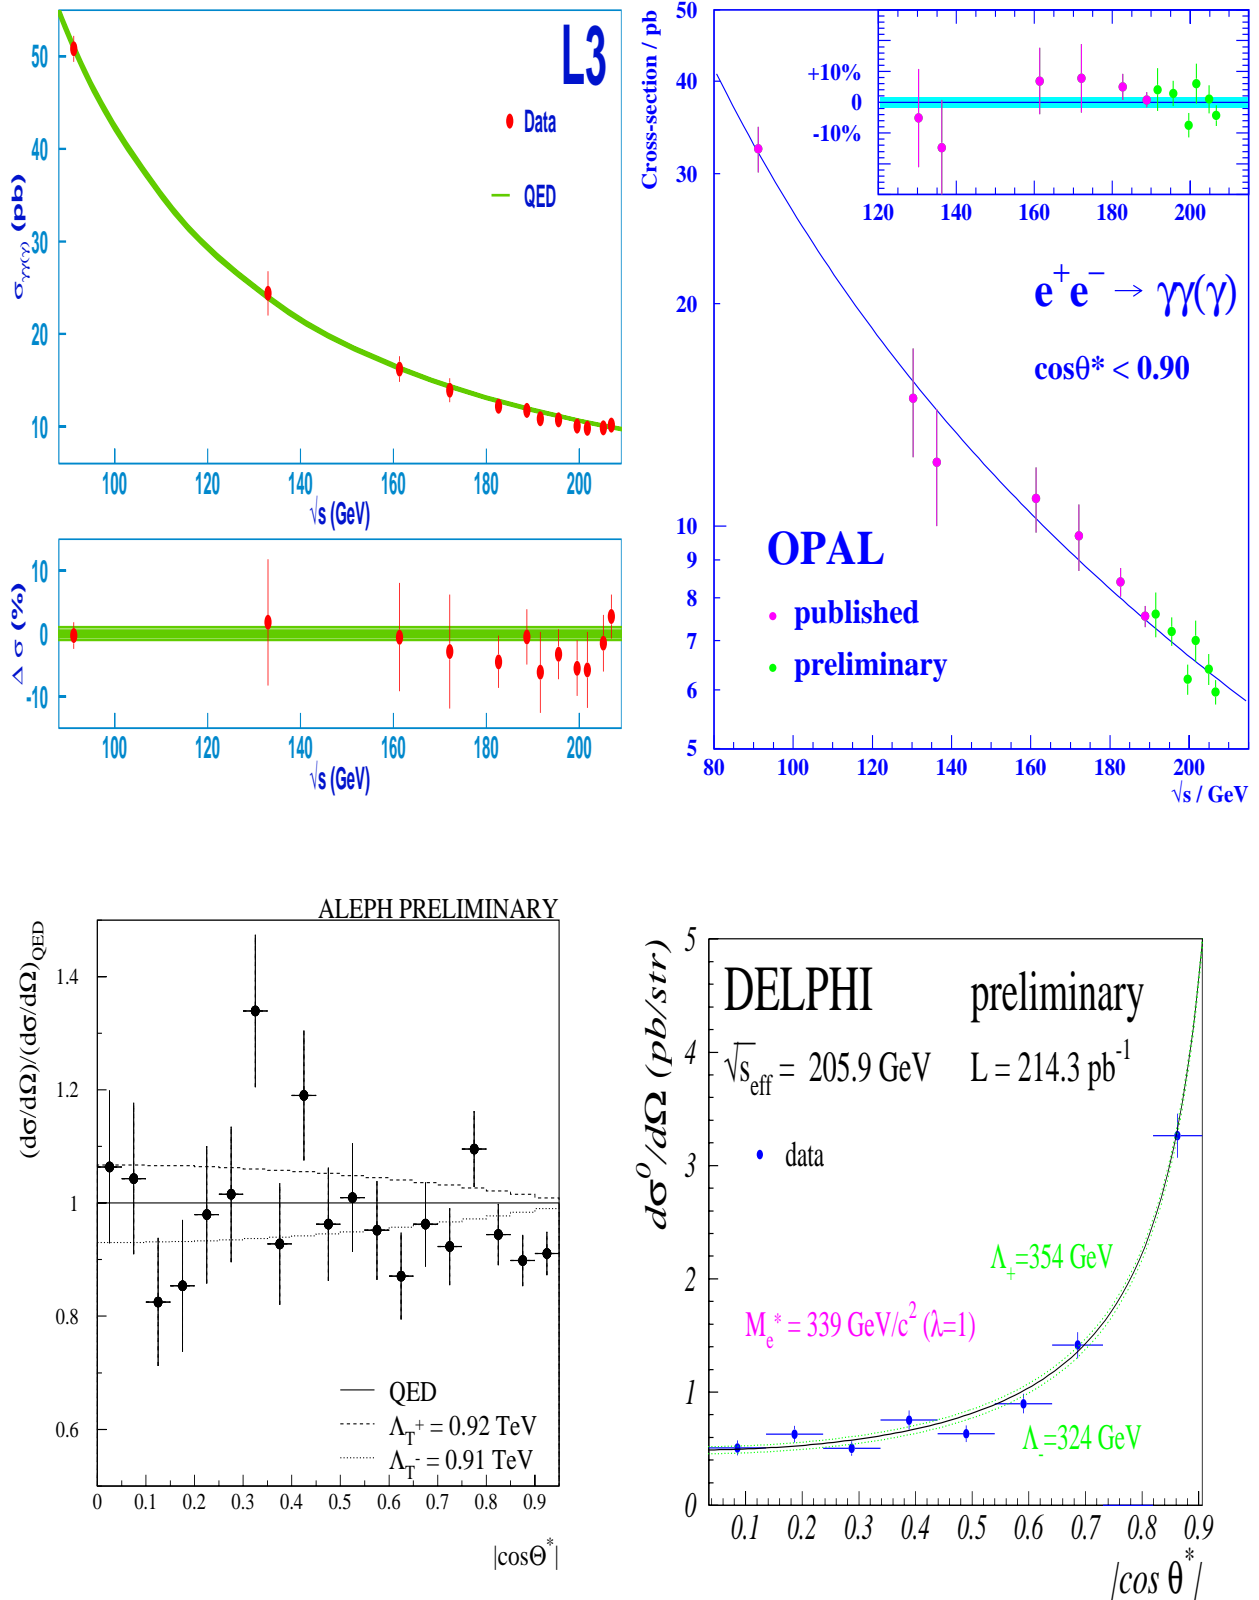 L3
Data
QED
σγγ(γ) (pb)
50
40
30
20
10
100
120
140
160
180
200
√s (GeV)
Δ σ (%)
10
0
-10
100
120
140
160
180
200
√s (GeV)
Cross-section / pb
50
40
30
20
10
9
8
7
6
5
+10%
0
-10%
120
140
160
180
200
e+e- → γγ(γ)
cosθ* < 0.90
OPAL
published
preliminary
80
100
120
140
160
180
200
√s / GeV
ALEPH PRELIMINARY
(dσ/dΩ)/(dσ/dΩ)QED
1.4
1.2
1
0.8
0.6
QED
ΛT+ = 0.92 TeV
ΛT- = 0.91 TeV
0
0.1
0.2
0.3
0.4
0.5
0.6
0.7
0.8
0.9
|cosΘ*|
dσ0/dΩ (pb/str)
5
4
3
2
1
0
DELPHI preliminary
√seff = 205.9 GeV L = 214.3 pb-1
data
Λ+=354 GeV
Me* = 339 GeV/c2 (λ=1)
Λ-=324 GeV
0.1
0.2
0.3
0.4
0.5
0.6
0.7
0.8
0.9
|cos θ*|